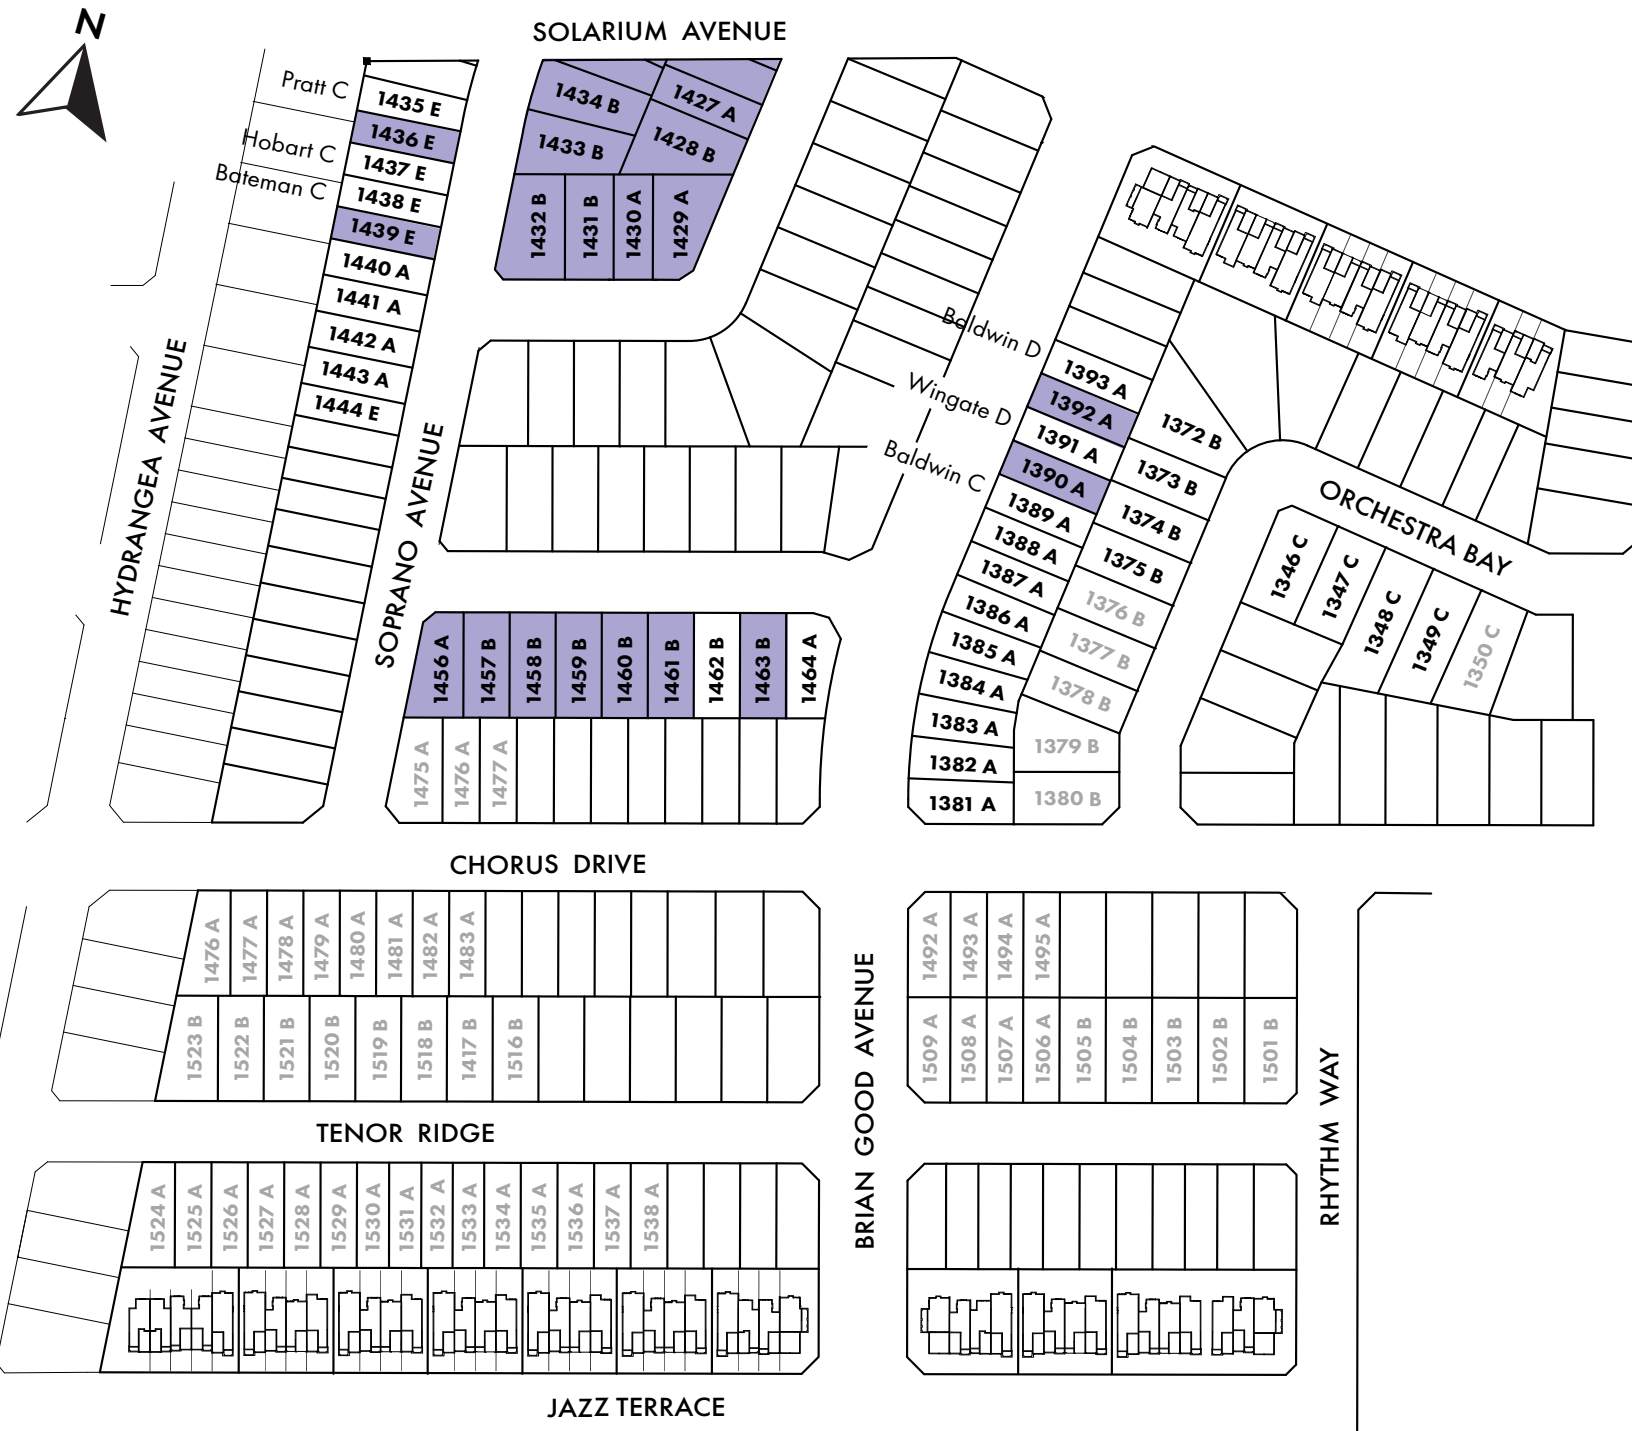 N
SOLARIUM AVENUE
Pratt C
Hobart C
Bateman C
1435 E
1436 E
1437 E
1438 E
1439 E
1440 A
1441 A
1442 A
1443 A
1444 E
1434 B
1427 A
1433 B
1428 B
1432 B
1431 B
1430 A
1429 A
HYDRANGEA AVENUE
SOPRANO AVENUE
Baldwin D
Wingate D
Baldwin C
1393 A
1392 A
1391 A
1390 A
1389 A
1388 A
1387 A
1386 A
1385 A
1384 A
1383 A
1382 A
1381 A
1372 B
1373 B
1374 B
1375 B
1376 B
1377 B
1378 B
1379 B
1380 B
ORCHESTRA BAY
1346 C
1347 C
1348 C
1349 C
1350 C
1456 A
1457 B
1458 B
1459 B
1460 B
1461 B
1462 B
1463 B
1464 A
1475 A
1476 A
1477 A
CHORUS DRIVE
1476 A
1477 A
1478 A
1479 A
1480 A
1481 A
1482 A
1483 A
1492 A
1493 A
1494 A
1495 A
1523 B
1522 B
1521 B
1520 B
1519 B
1518 B
1417 B
1516 B
1509 A
1508 A
1507 A
1506 A
1505 B
1504 B
1503 B
1502 B
1501 B
BRIAN GOOD AVENUE
RHYTHM WAY
TENOR RIDGE
1524 A
1525 A
1526 A
1527 A
1528 A
1529 A
1530 A
1531 A
1532 A
1533 A
1534 A
1535 A
1536 A
1537 A
1538 A
JAZZ TERRACE